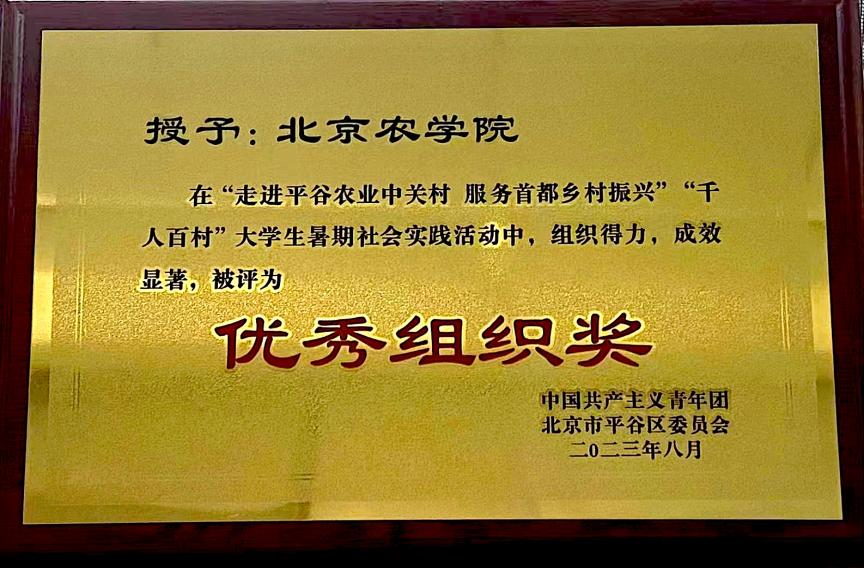 授予：北京农学院
在“走进平谷农业中关村 服务首都乡村振兴”“千
人百村”大学生暑期社会实践活动中，组织得力，成效
显著，被评为
优秀组织奖
中国共产主义青年团
北京市平谷区委员会
二0二三年八月